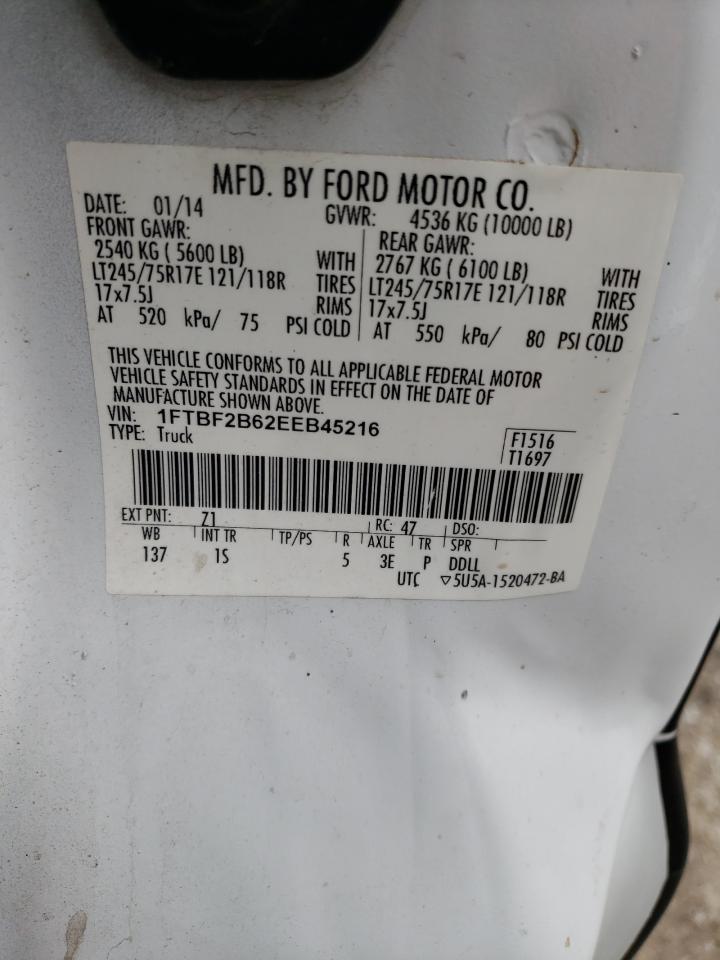 MFD. BY FORD MOTOR CO.
DATE: 01/14 GVWR: 4536 KG (10000 LB)
FRONT GAWR: REAR GAWR:
2540 KG ( 5600 LB) WITH 2767 KG ( 6100 LB) WITH
LT245/75R17E 121/118R TIRES LT245/75R17E 121/118R TIRES
17x7.5J RIMS 17x7.5J RIMS
AT 520 kPa/ 75 PSI COLD AT 550 kPa/ 80 PSI COLD
THIS VEHICLE CONFORMS TO ALL APPLICABLE FEDERAL MOTOR
VEHICLE SAFETY STANDARDS IN EFFECT ON THE DATE OF
MANUFACTURE SHOWN ABOVE.
VIN: 1FTBF2B62EEB45216 F1516
TYPE: Truck T1697
EXT PNT: Z1 RC: 47 DSO:
WB INT TR TP/PS R AXLE TR SPR
137 1S 5 3E P DDLL
UTC ▽5U5A-1520472-BA